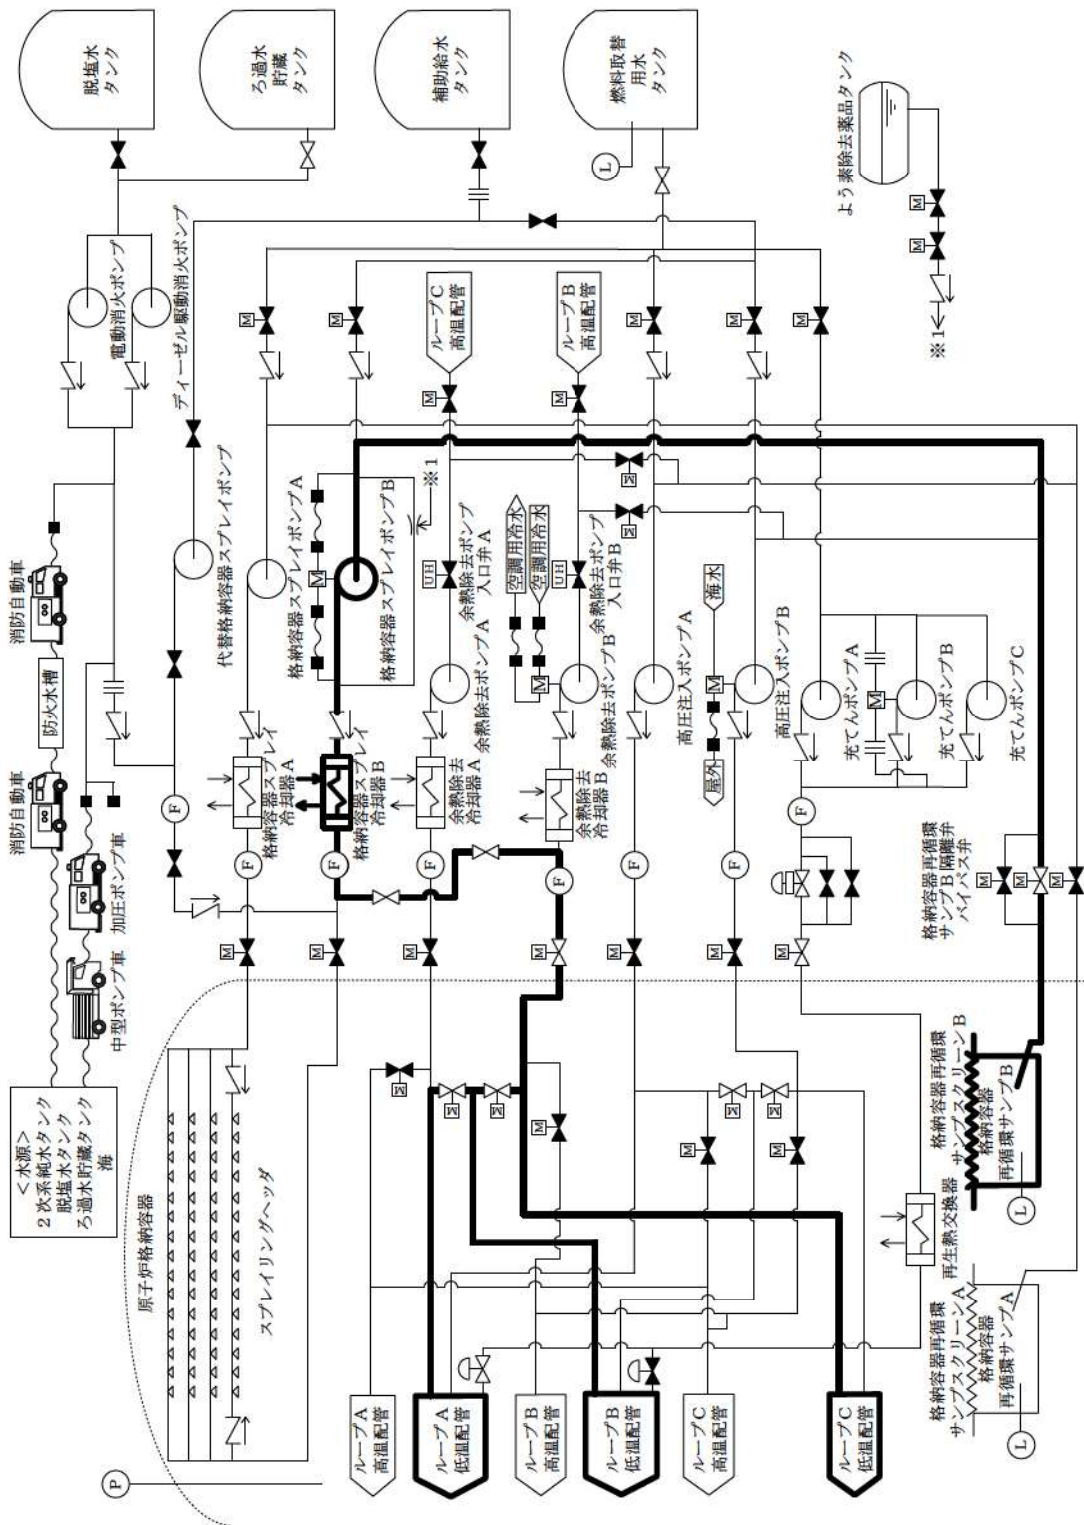 脱塩水
タンク
ろ過水
貯蔵
タンク
補助給水
タンク
燃料取替
用水
タンク
L
よう素除去薬品タンク
M
M
※1
電動消火ポンプ
ディーゼル駆動消火ポンプ
M
M
ループC
高温配管
M
ループB
高温配管
M
M
M
M
消防自動車
防火水槽
消防自動車
加圧ポンプ車
中型ポンプ車
<水源>
2次系純水タンク
脱塩水タンク
ろ過水貯蔵タンク
海
代替格納容器スプレイポンプ
格納容器スプレイポンプA
M
格納容器スプレイポンプB
※1
UH
余熱除去ポンプ
入口弁A
余熱除去ポンプA
空調用冷水
空調用冷水
M
UH
余熱除去ポンプ
入口弁B
余熱除去ポンプB
M
M
高圧注入ポンプA
海水
M
屋外
高圧注入ポンプB
充てんポンプA
M
充てんポンプB
充てんポンプC
F
格納容器スプレイ
冷却器A
格納容器スプレイ
冷却器B
余熱除去
冷却器A
余熱除去
冷却器B
F
F
F
F
F
F
F
M
M
M
M
M
M
M
格納容器再循環
サンプB隔離弁
バイパス弁
M
M
M
原子炉格納容器
スプレイリングヘッダ
M
M
M
M
M
M
M
M
格納容器再循環
サンプスクリーンB
格納容器
再循環サンプB
L
再生熱交換器
格納容器再循環
サンプスクリーンA
格納容器
再循環サンプA
L
P
ループA
高温配管
ループA
低温配管
ループB
高温配管
ループB
低温配管
ループC
高温配管
ループC
低温配管